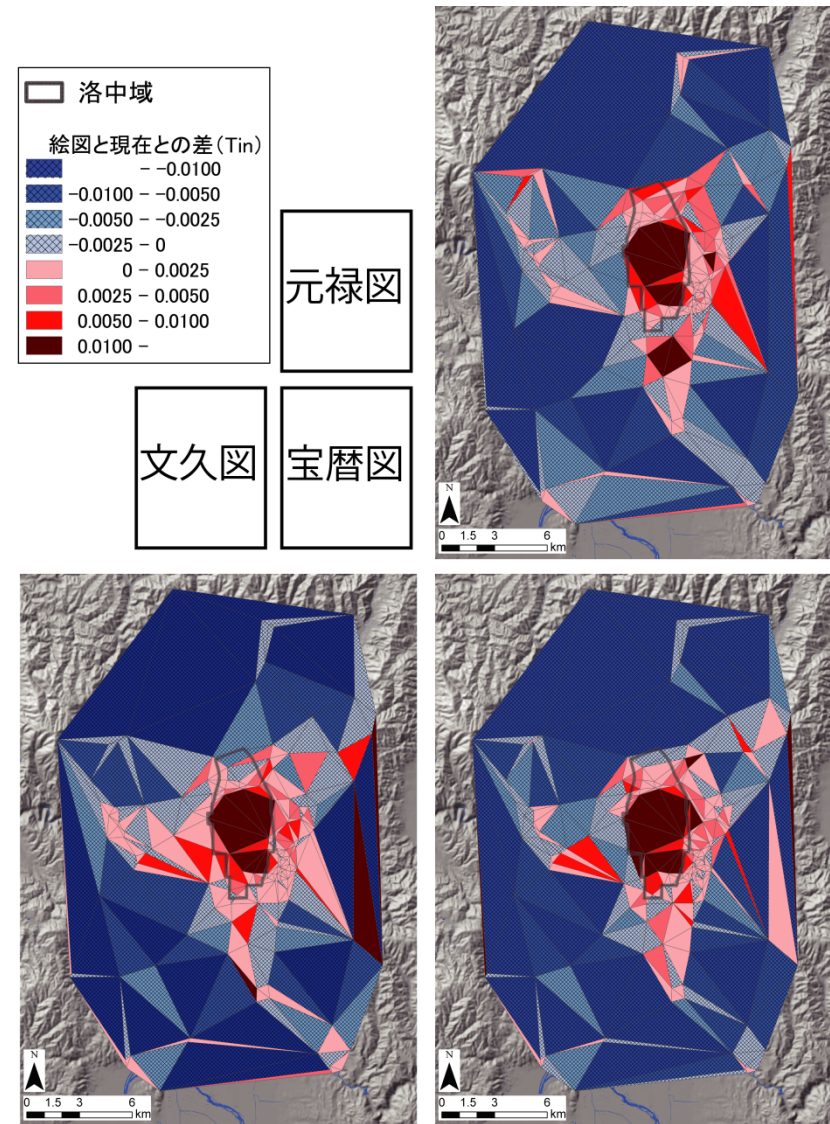 洛中域
絵図と現在との差(Tin)
- -0.0100
-0.0100 - -0.0050
-0.0050 - -0.0025
-0.0025 - 0
0 - 0.0025
0.0025 - 0.0050
0.0050 - 0.0100
0.0100 -
元禄図
文久図
宝暦図
N
0 1.5 3 6
km
N
0 1.5 3 6
km
N
0 1.5 3 6
km